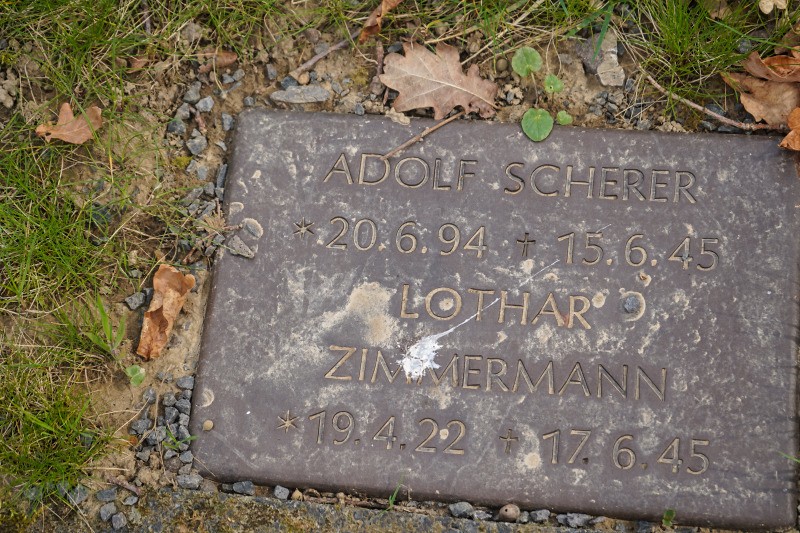 ADOLF SCHERER
* 20.6.94 † 15.6.45
LOTHAR
ZIMMERMANN
* 19.4.22 † 17.6.45